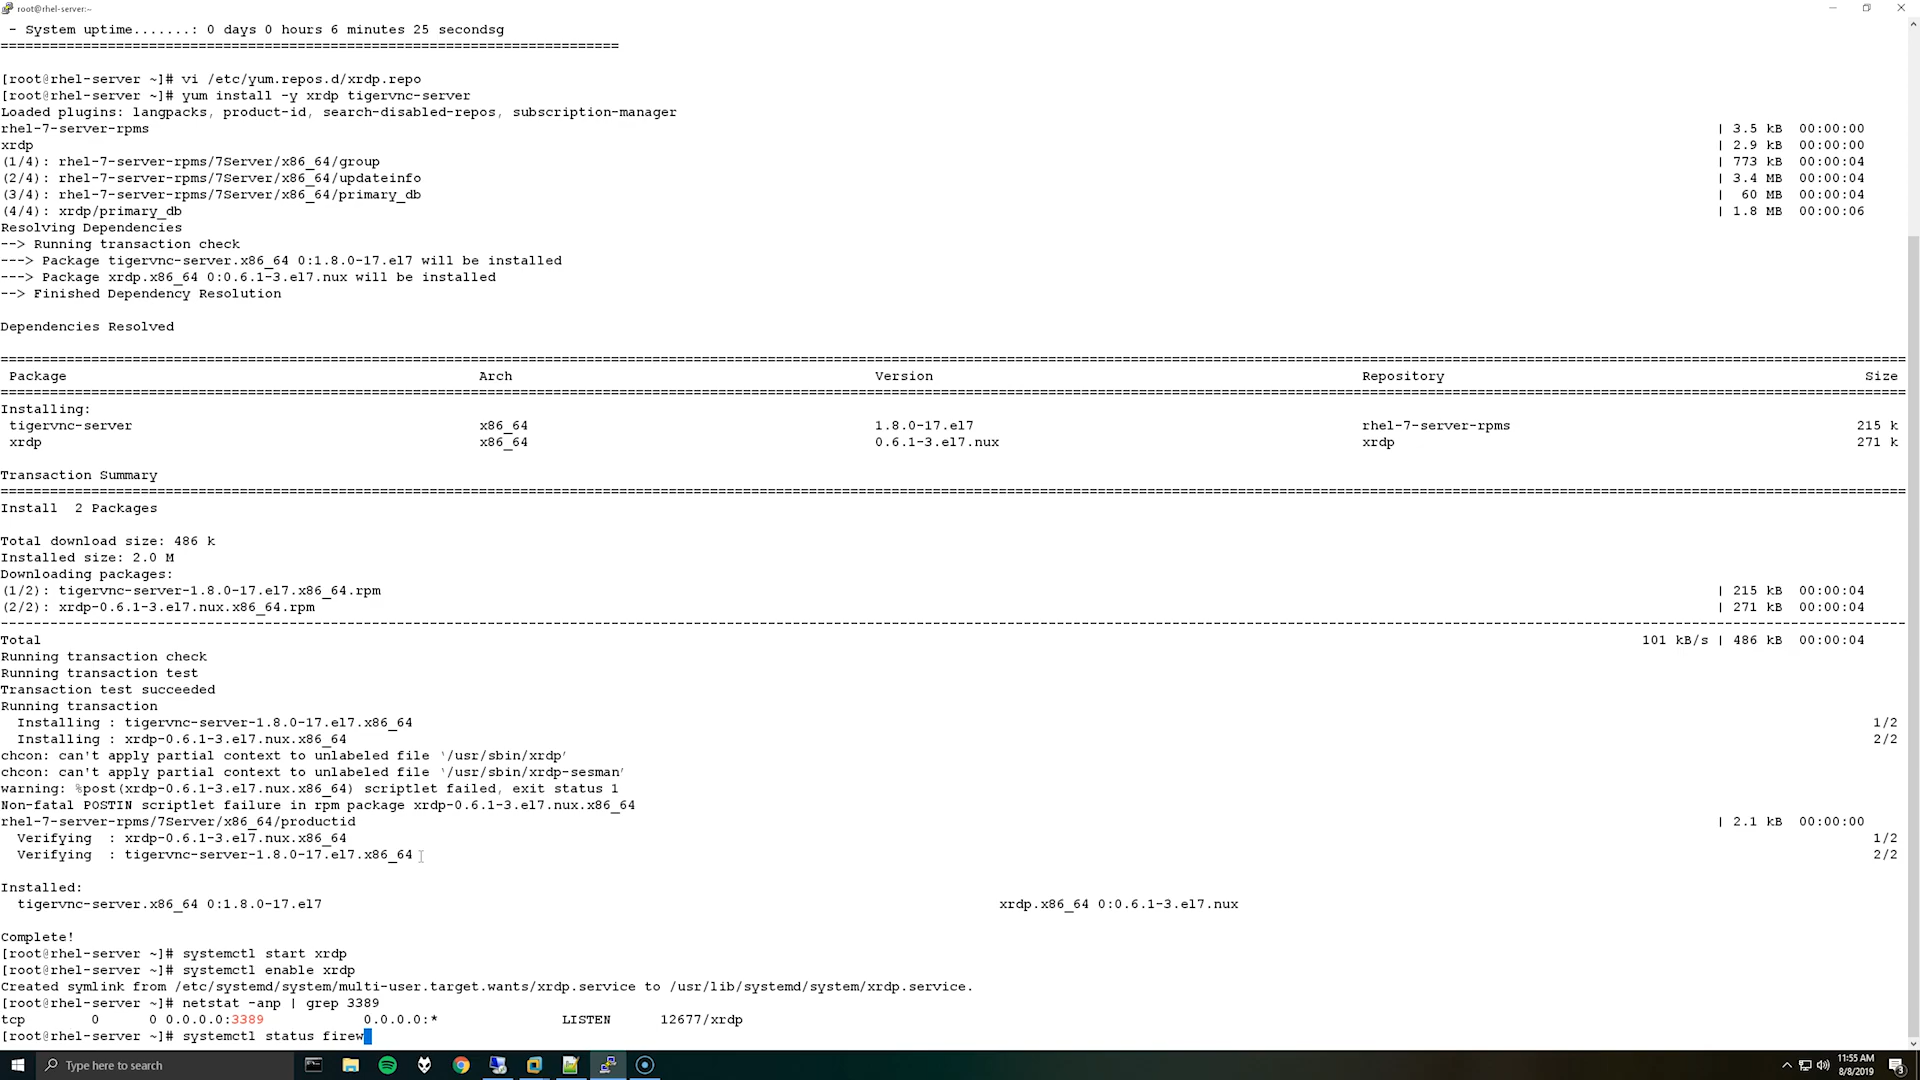 root@rhel-server:~
 - System uptime.......: 0 days 0 hours 6 minutes 25 secondsg
===========================================================================
[root@rhel-server ~]# vi /etc/yum.repos.d/xrdp.repo
[root@rhel-server ~]# yum install -y xrdp tigervnc-server
Loaded plugins: langpacks, product-id, search-disabled-repos, subscription-manager
rhel-7-server-rpms | 3.5 kB 00:00:00
xrdp | 2.9 kB 00:00:00
(1/4): rhel-7-server-rpms/7Server/x86_64/group | 773 kB 00:00:04
(2/4): rhel-7-server-rpms/7Server/x86_64/updateinfo | 3.4 MB 00:00:04
(3/4): rhel-7-server-rpms/7Server/x86_64/primary_db | 60 MB 00:00:04
(4/4): xrdp/primary_db | 1.8 MB 00:00:06
Resolving Dependencies
--> Running transaction check
---> Package tigervnc-server.x86_64 0:1.8.0-17.el7 will be installed
---> Package xrdp.x86_64 0:0.6.1-3.el7.nux will be installed
--> Finished Dependency Resolution
Dependencies Resolved
Package Arch Version Repository Size
Installing:
tigervnc-server x86_64 1.8.0-17.el7 rhel-7-server-rpms 215 k
xrdp x86_64 0.6.1-3.el7.nux xrdp 271 k
Transaction Summary
Install  2 Packages
Total download size: 486 k
Installed size: 2.0 M
Downloading packages:
(1/2): tigervnc-server-1.8.0-17.el7.x86_64.rpm | 215 kB 00:00:04
(2/2): xrdp-0.6.1-3.el7.nux.x86_64.rpm | 271 kB 00:00:04
Total 101 kB/s | 486 kB 00:00:04
Running transaction check
Running transaction test
Transaction test succeeded
Running transaction
  Installing : tigervnc-server-1.8.0-17.el7.x86_64 1/2
  Installing : xrdp-0.6.1-3.el7.nux.x86_64 2/2
chcon: can't apply partial context to unlabeled file ‘/usr/sbin/xrdp’
chcon: can't apply partial context to unlabeled file ‘/usr/sbin/xrdp-sesman’
warning: %post(xrdp-0.6.1-3.el7.nux.x86_64) scriptlet failed, exit status 1
Non-fatal POSTIN scriptlet failure in rpm package xrdp-0.6.1-3.el7.nux.x86_64
rhel-7-server-rpms/7Server/x86_64/productid | 2.1 kB 00:00:00
  Verifying  : xrdp-0.6.1-3.el7.nux.x86_64 1/2
  Verifying  : tigervnc-server-1.8.0-17.el7.x86_64 2/2
Installed:
  tigervnc-server.x86_64 0:1.8.0-17.el7 xrdp.x86_64 0:0.6.1-3.el7.nux
Complete!
[root@rhel-server ~]# systemctl start xrdp
[root@rhel-server ~]# systemctl enable xrdp
Created symlink from /etc/systemd/system/multi-user.target.wants/xrdp.service to /usr/lib/systemd/system/xrdp.service.
[root@rhel-server ~]# netstat -anp | grep 3389
tcp 0 0 0.0.0.0:3389 0.0.0.0:* LISTEN 12677/xrdp
[root@rhel-server ~]# systemctl status firew
Type here to search
11:55 AM
8/8/2019
3